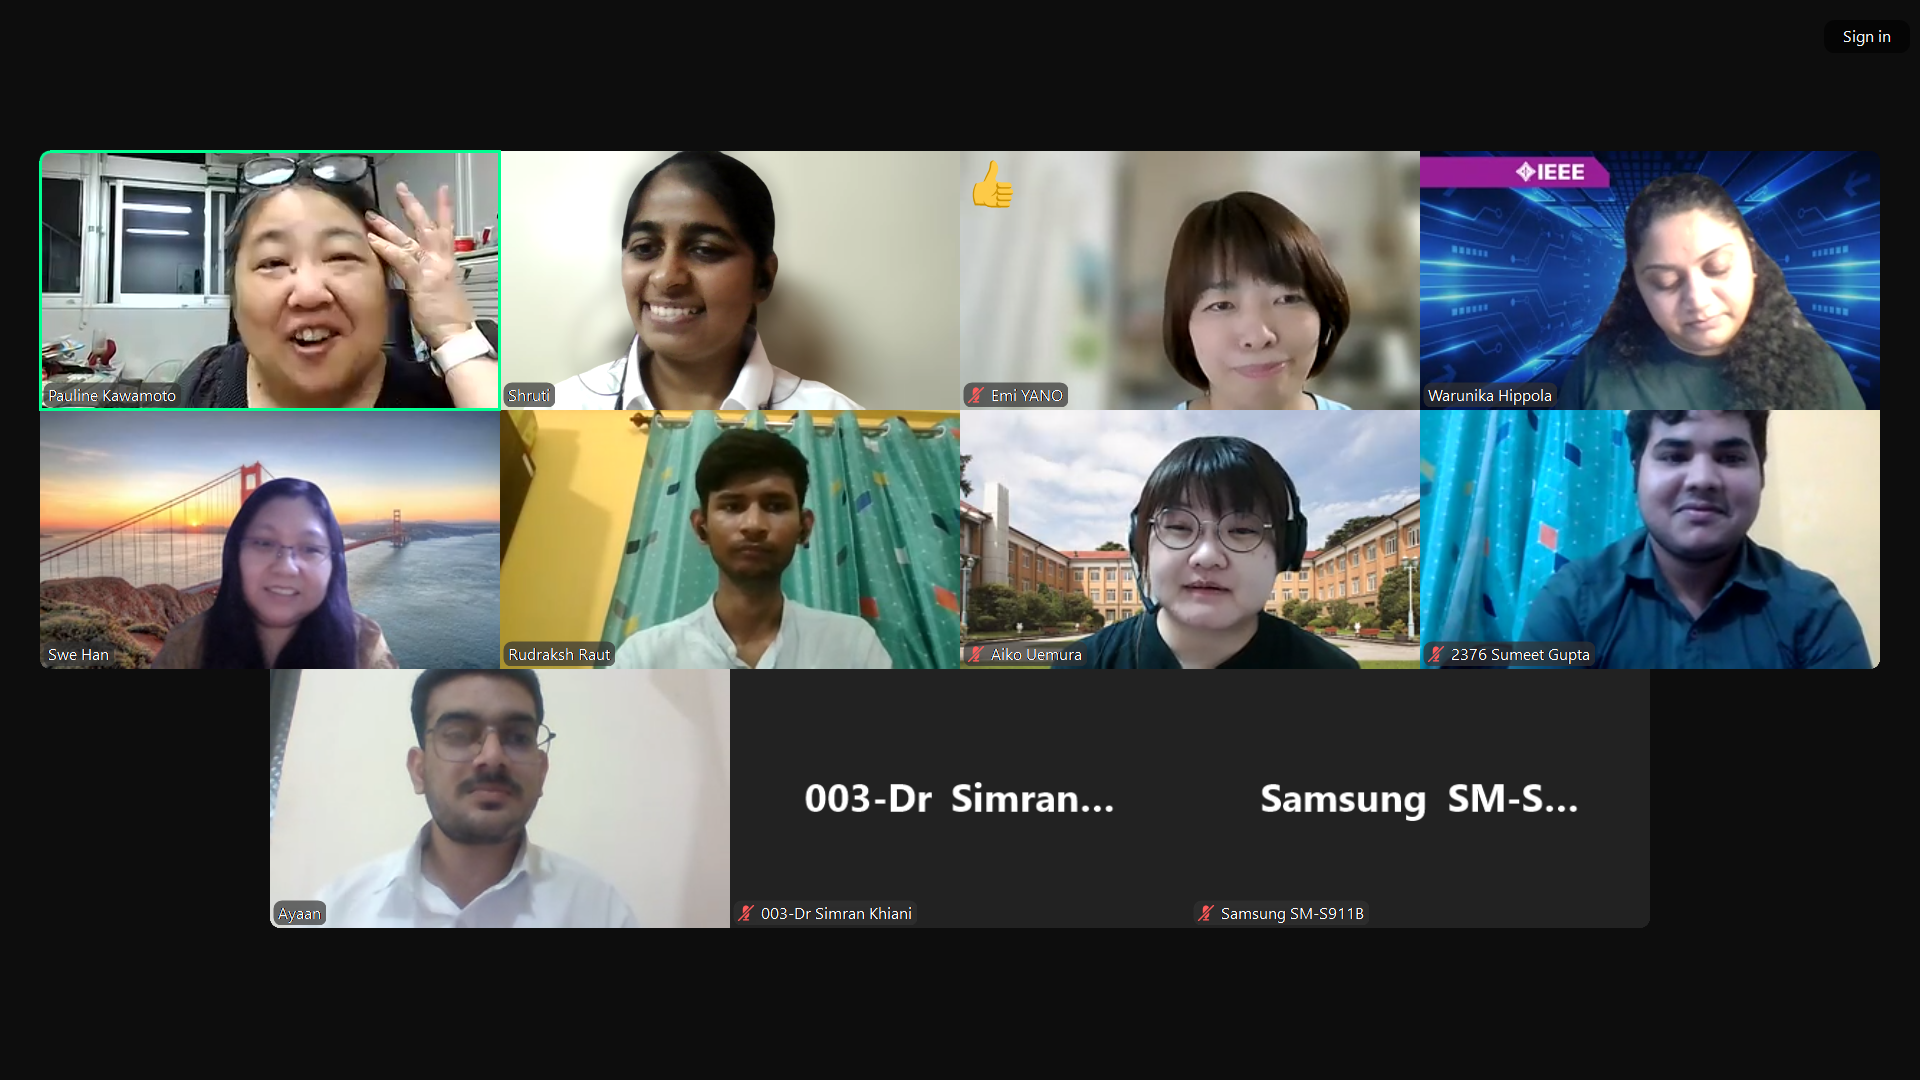 Sign in
IEEE
Pauline Kawamoto
Shruti
Emi YANO
Warunika Hippola
Swe Han
Rudraksh Raut
Aiko Uemura
2376 Sumeet Gupta
003-Dr Simran...
Samsung SM-S...
Ayaan
003-Dr Simran Khiani
Samsung SM-S911B